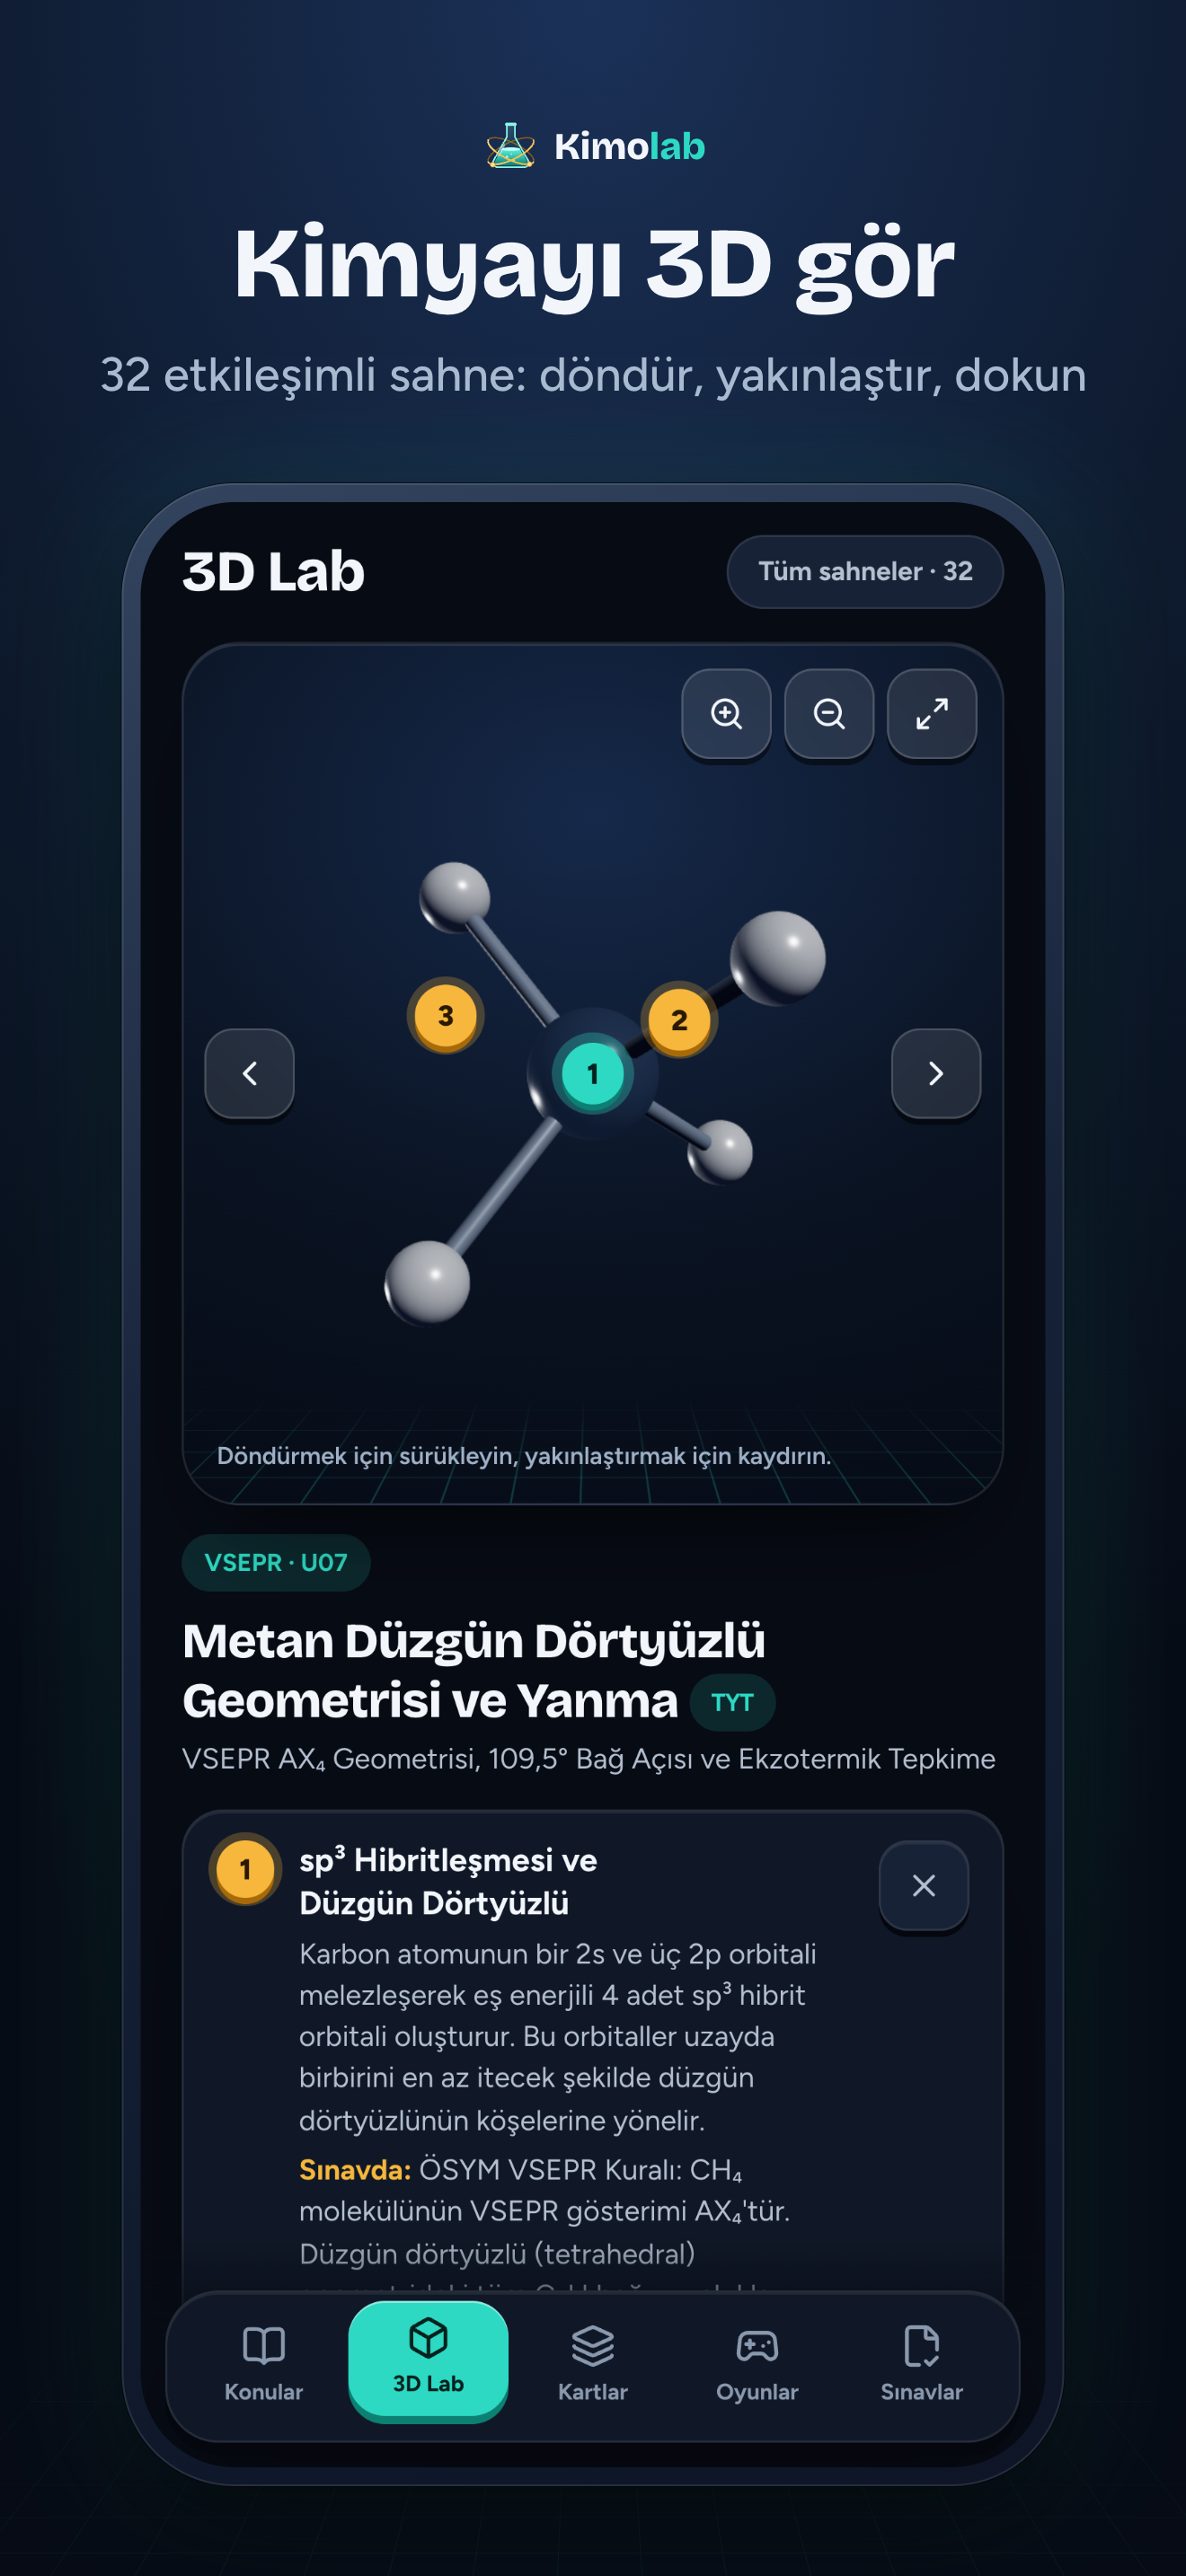 Kimolab
Kimyayı 3D gör
32 etkileşimli sahne: döndür, yakınlaştır, dokun
3D Lab
Tüm sahneler · 32
3
2
1
Döndürmek için sürükleyin, yakınlaştırmak için kaydırın.
VSEPR · U07
Metan Düzgün Dörtyüzlü
Geometrisi ve Yanma TYT
VSEPR AX₄ Geometrisi, 109,5° Bağ Açısı ve Ekzotermik Tepkime
1
sp³ Hibritleşmesi ve
Düzgün Dörtyüzlü
Karbon atomunun bir 2s ve üç 2p orbitali
melezleşerek eş enerjili 4 adet sp³ hibrit
orbitali oluşturur. Bu orbitaller uzayda
birbirini en az itecek şekilde düzgün
dörtyüzlünün köşelerine yönelir.
Sınavda: ÖSYM VSEPR Kuralı: CH₄
molekülünün VSEPR gösterimi AX₄'tür.
Düzgün dörtyüzlü (tetrahedral)
Konular
3D Lab
Kartlar
Oyunlar
Sınavlar